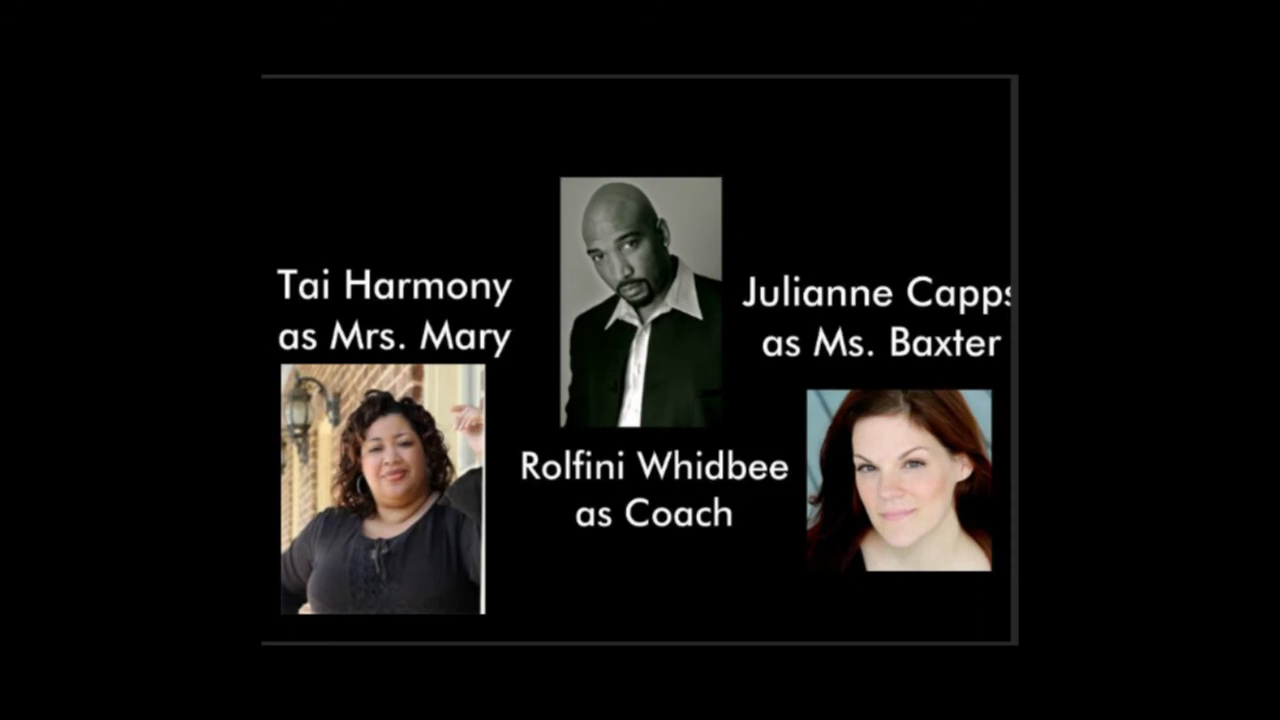 Tai Harmony
as Mrs. Mary
Rolfini Whidbee
as Coach
Julianne Capps
as Ms. Baxter